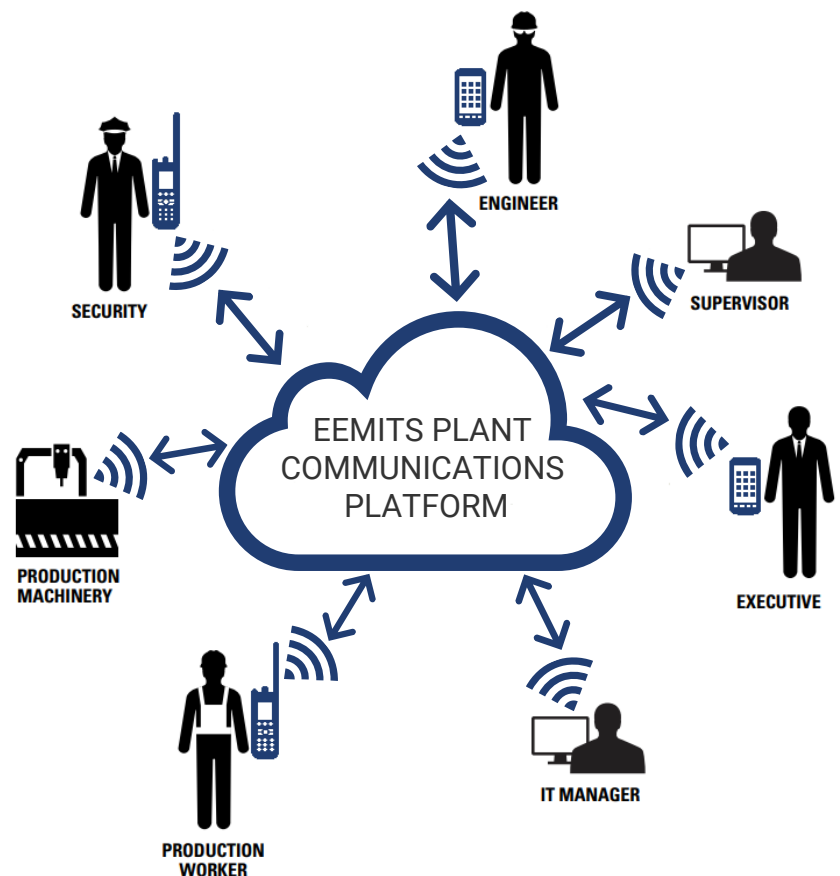 ENGINEER
SECURITY
SUPERVISOR
EEMITS PLANT
COMMUNICATIONS
PLATFORM
PRODUCTION
MACHINERY
EXECUTIVE
IT MANAGER
PRODUCTION
WORKER